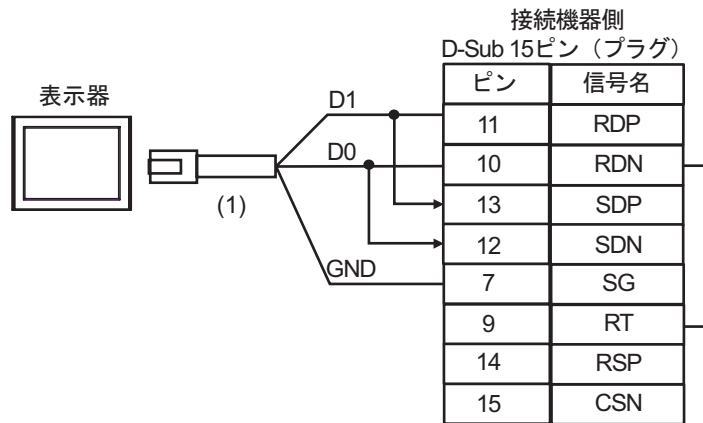 接続機器側
D-Sub 15ピン（プラグ）
表示器
(1)
D1
D0
GND
ピン 信号名
11 RDP
10 RDN
13 SDP
12 SDN
7 SG
9 RT
14 RSP
15 CSN